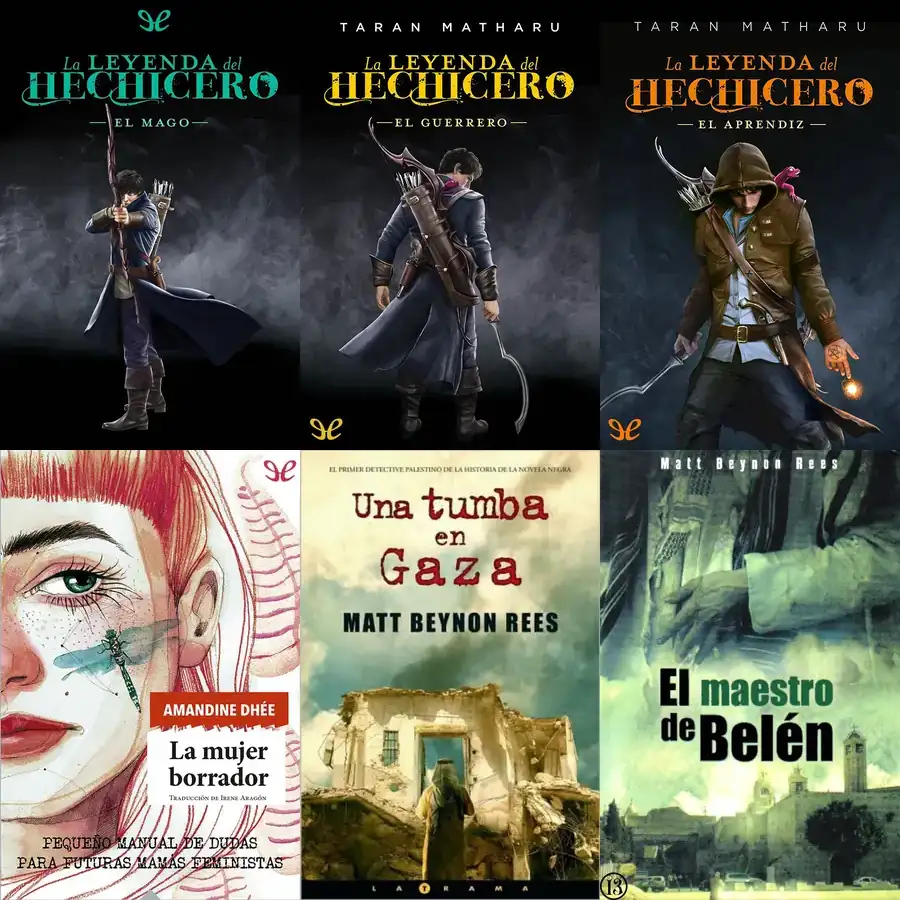 La LEYENDA del
HECHICERO
EL MAGO
TARAN MATHARU
La LEYENDA del
HECHICERO
EL GUERRERO
TARAN MATHARU
La LEYENDA del
HECHICERO
EL APRENDIZ
AMANDINE DHÉE
La mujer
borrador
TRADUCCIÓN DE IRENE ARAGÓN
PEQUEÑO MANUAL DE DUDAS
PARA FUTURAS MAMÁS FEMINISTAS
EL PRIMER DETECTIVE PALESTINO DE LA HISTORIA DE LA NOVELA NEGRA
Una tumba
en
Gaza
MATT BEYNON REES
LA TRAMA
Matt Beynon Rees
El maestro
de Belén
13